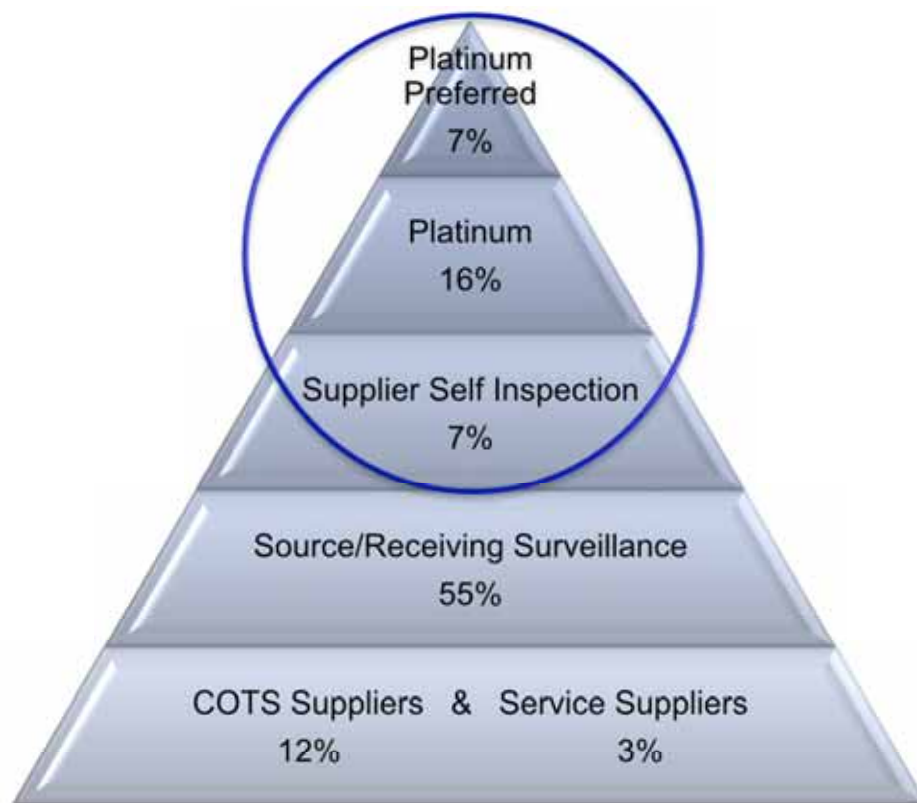 Platinum
Preferred
7%
Platinum
16%
Supplier Self Inspection
7%
Source/Receiving Surveillance
55%
COTS Suppliers & Service Suppliers
12% 3%